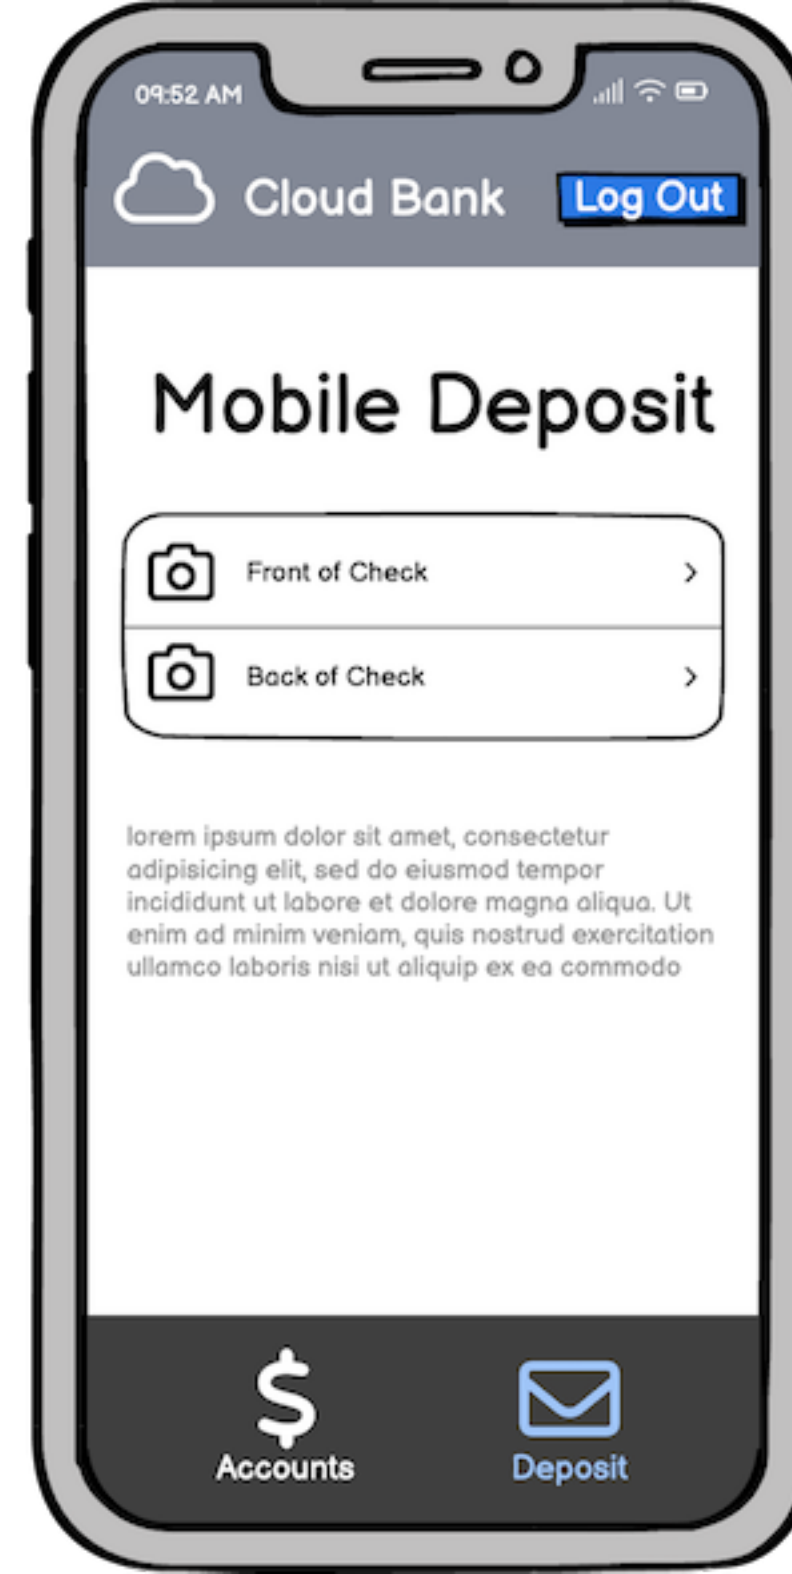 09:52 AM
Cloud Bank
Log Out
Mobile Deposit
Front of Check
Back of Check
lorem ipsum dolor sit amet, consectetur
adipisicing elit, sed do eiusmod tempor
incididunt ut labore et dolore magna aliqua. Ut
enim ad minim veniam, quis nostrud exercitation
ullamco laboris nisi ut aliquip ex ea commodo
$
Accounts
Deposit